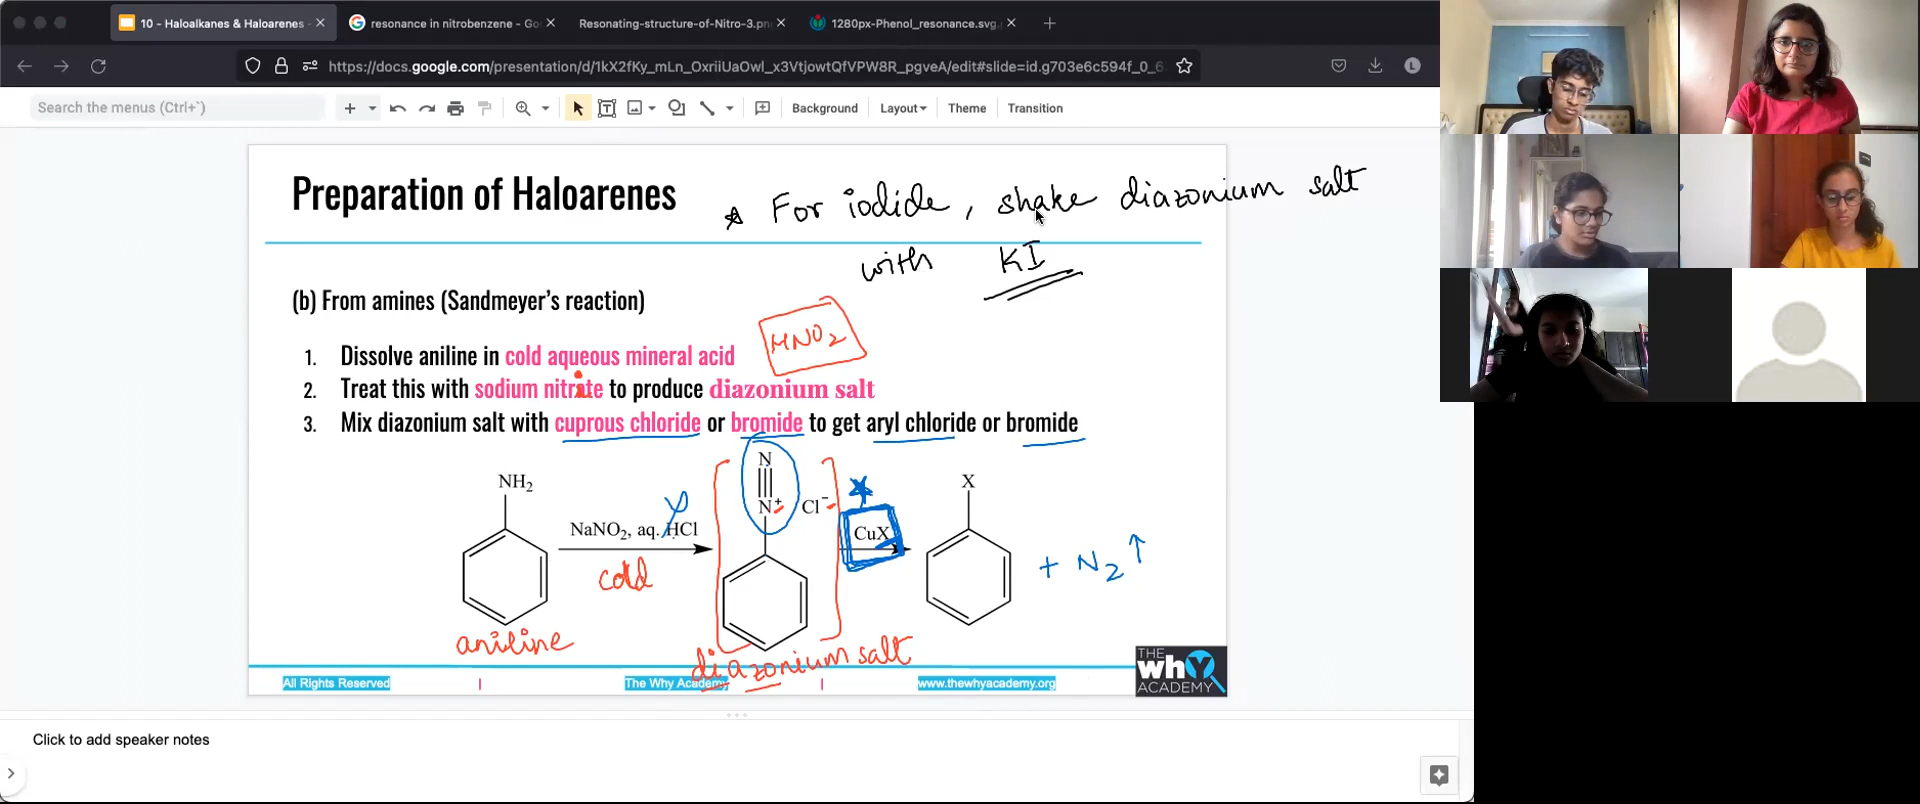 10 - Haloalkanes & Haloarenes -
resonance in nitrobenzene - Go
Resonating-structure-of-Nitro-3.pn
1280px-Phenol_resonance.svg.
https://docs.google.com/presentation/d/1kX2fKy_mLn_OxriiUaOwl_x3VtjowtQfVPW8R_pgveA/edit#slide=id.g703e6c594f_0_6
L
Search the menus (Ctrl+`)
Background
Layout
Theme
Transition
Preparation of Haloarenes
For iodide, shake diazonium salt
with KI
(b) From amines (Sandmeyer's reaction)
HNO2
1. Dissolve aniline in cold aqueous mineral acid
2. Treat this with sodium nitrite to produce diazonium salt
3. Mix diazonium salt with cuprous chloride or bromide to get aryl chloride or bromide
NH2
NaNO2, aq. HCl
X
cold
N
N+ Cl−
CuX
X
+ N2 ↑
aniline
diazonium salt
All Rights Reserved
|
The Why Academy
|
www.thewhyacademy.org
THE
whY
ACADEMY
Click to add speaker notes